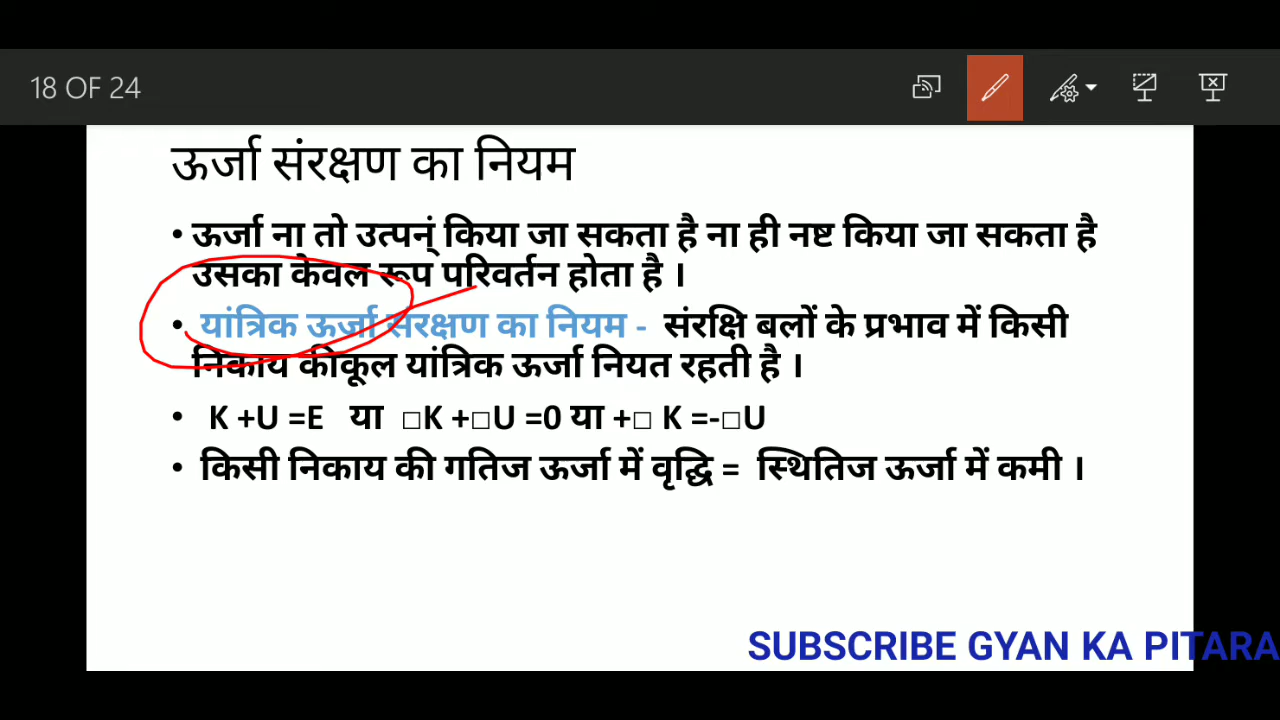 18 OF 24
ऊर्जा संरक्षण का नियम
• ऊर्जा ना तो उत्पन्ं किया जा सकता है ना ही नष्ट किया जा सकता है
उसका केवल रूप परिवर्तन होता है ।
• यांत्रिक ऊर्जा संरक्षण का नियम - संरक्षि बलों के प्रभाव में किसी
निकाय कीकूल यांत्रिक ऊर्जा नियत रहती है ।
• K +U =E या □K +□U =0 या +□ K =-□U
• किसी निकाय की गतिज ऊर्जा में वृद्धि = स्थितिज ऊर्जा में कमी ।
SUBSCRIBE GYAN KA PITARA